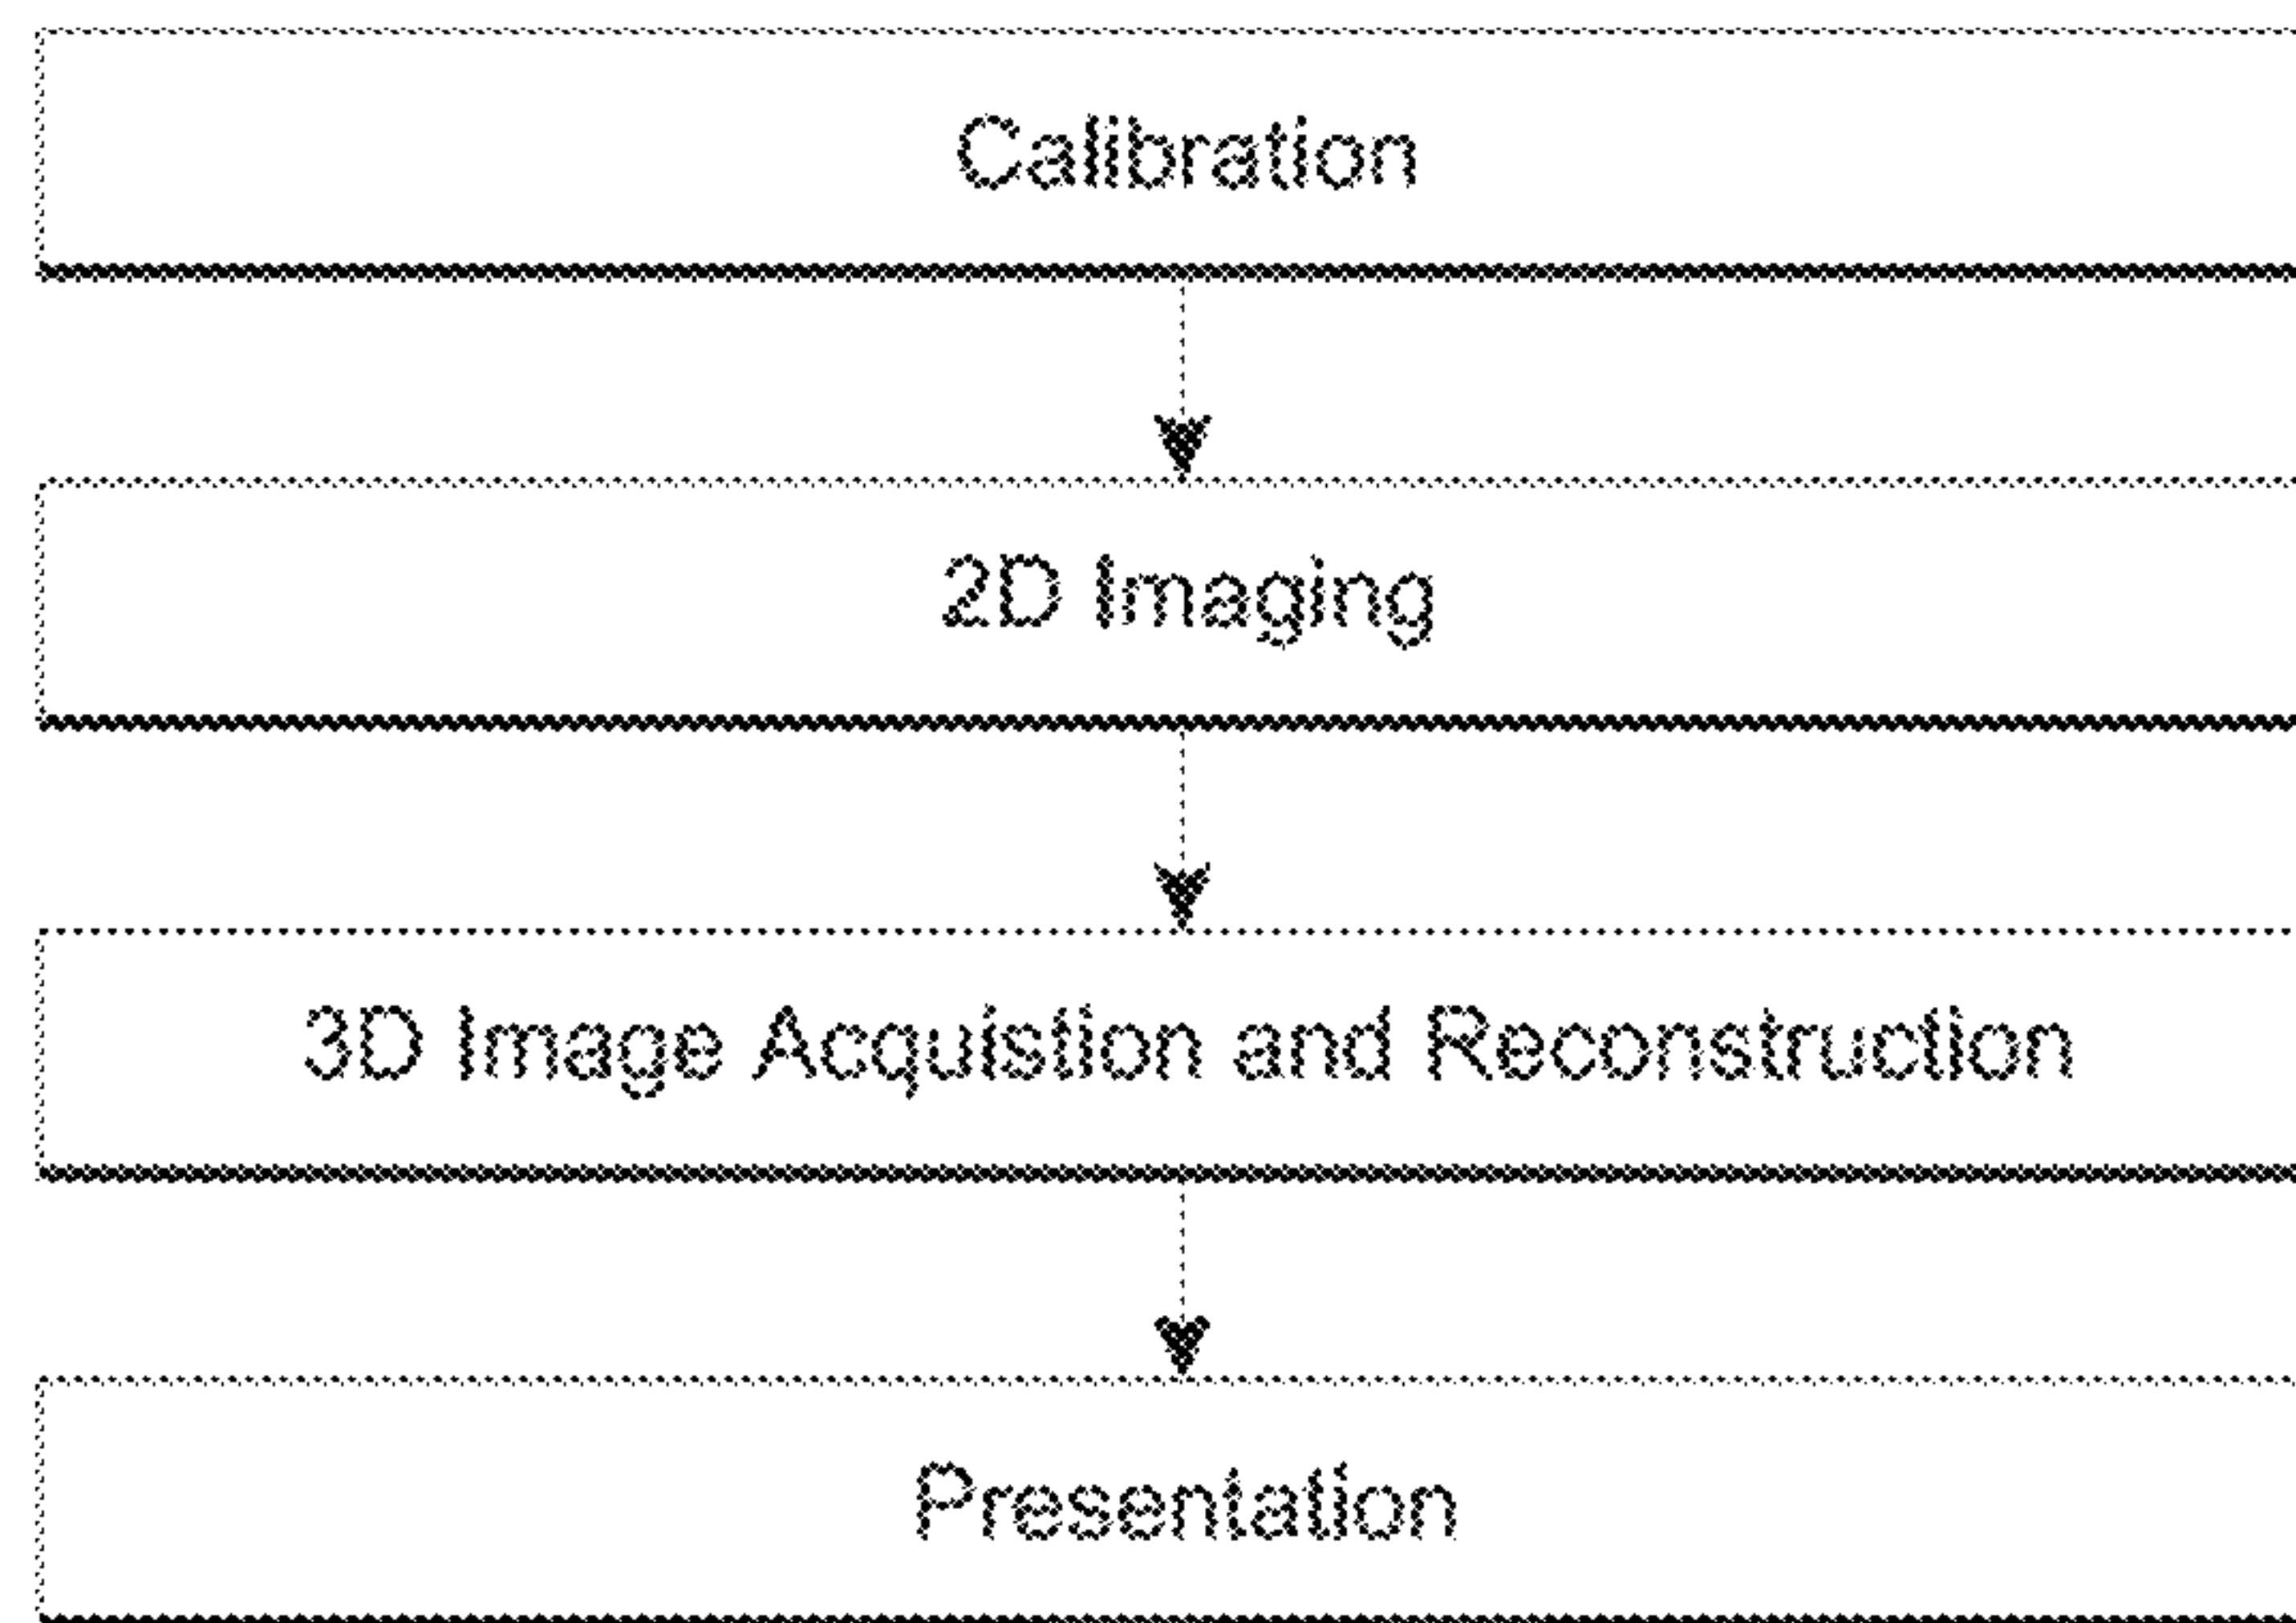 Calibration
2D Imaging
3D Image Acquistion and Reconstruction
Presentation